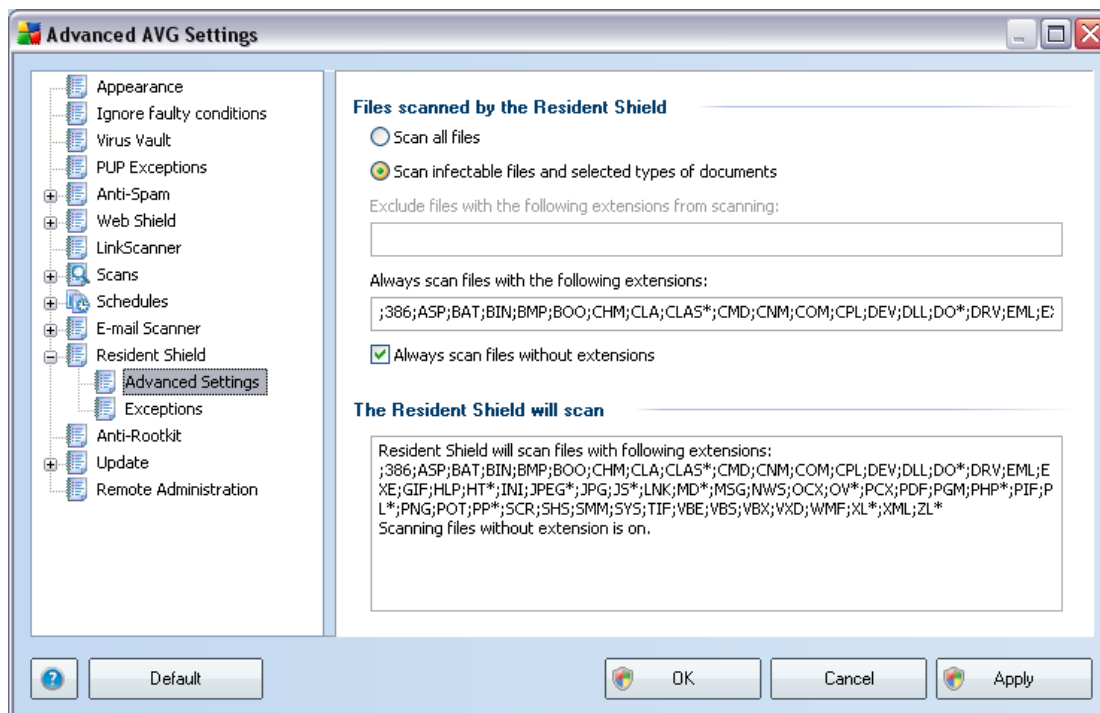 Advanced AVG Settings
Appearance
Ignore faulty conditions
Virus Vault
PUP Exceptions
Anti-Spam
Web Shield
LinkScanner
Scans
Schedules
E-mail Scanner
Resident Shield
Advanced Settings
Exceptions
Anti-Rootkit
Update
Remote Administration
Files scanned by the Resident Shield
Scan all files
Scan infectable files and selected types of documents
Exclude files with the following extensions from scanning:
Always scan files with the following extensions:
;386;ASP;BAT;BIN;BMP;BOO;CHM;CLA;CLAS*;CMD;CNM;COM;CPL;DEV;DLL;DO*;DRV;EML;EX
Always scan files without extensions
The Resident Shield will scan
Resident Shield will scan files with following extensions:
;386;ASP;BAT;BIN;BMP;BOO;CHM;CLA;CLAS*;CMD;CNM;COM;CPL;DEV;DLL;DO*;DRV;EML;E
XE;GIF;HLP;HT*;INI;JPEG*;JPG;JS*;LNK;MD*;MSG;NWS;OCX;OV*;PCX;PDF;PGM;PHP*;PIF;P
L*;PNG;POT;PP*;SCR;SHS;SMM;SYS;TIF;VBE;VBS;VBX;VXD;WMF;XL*;XML;ZL*
Scanning files without extension is on.
?
Default
OK
Cancel
Apply